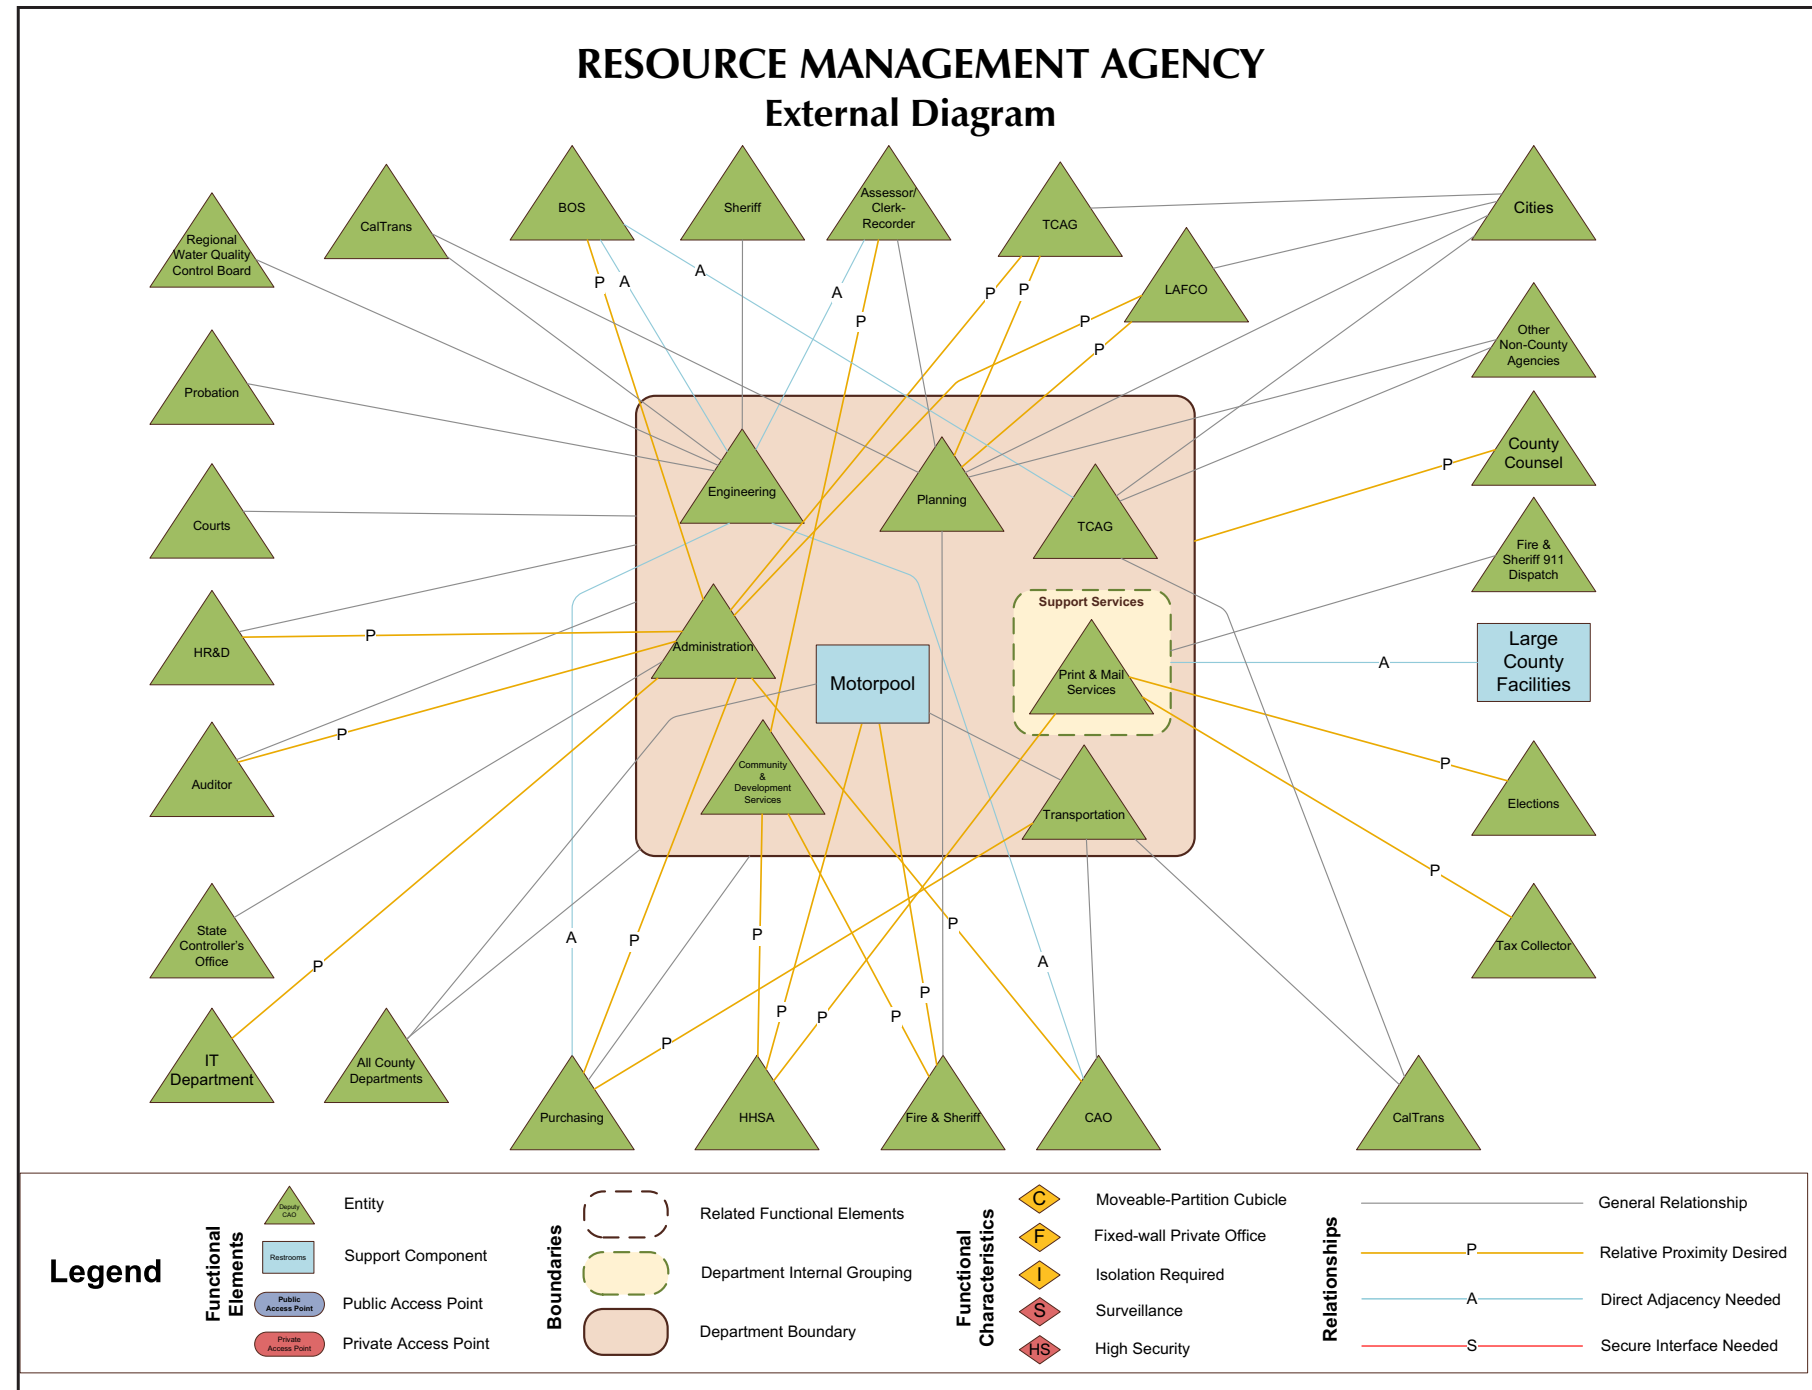 RESOURCE MANAGEMENT AGENCY
External Diagram
Regional
Water Quality
Control Board
CalTrans
BOS
Sheriff
Assessor/
Clerk-
Recorder
TCAG
LAFCO
Cities
Other
Non-County
Agencies
County
Counsel
Fire &
Sheriff 911
Dispatch
Large
County
Facilities
Elections
Tax Collector
Probation
Courts
HR&D
Auditor
State
Controller's
Office
IT
Department
All County
Departments
Purchasing
HHSA
Fire & Sheriff
CAO
CalTrans
Engineering
Planning
TCAG
Administration
Motorpool
Support Services
Print & Mail
Services
Community
&
Development
Services
Transportation
P
A
A
A
P
P
P
P
P
P
A
P
P
P
P
P
P
A
P
P
P
P
P
P
P
P
A
Legend
Functional
Elements
Deputy
CAO
Entity
Restrooms
Support Component
Public
Access Point
Public Access Point
Private
Access Point
Private Access Point
Boundaries
Related Functional Elements
Department Internal Grouping
Department Boundary
Functional
Characteristics
C
Moveable-Partition Cubicle
F
Fixed-wall Private Office
I
Isolation Required
S
Surveillance
HS
High Security
Relationships
General Relationship
P
Relative Proximity Desired
A
Direct Adjacency Needed
S
Secure Interface Needed